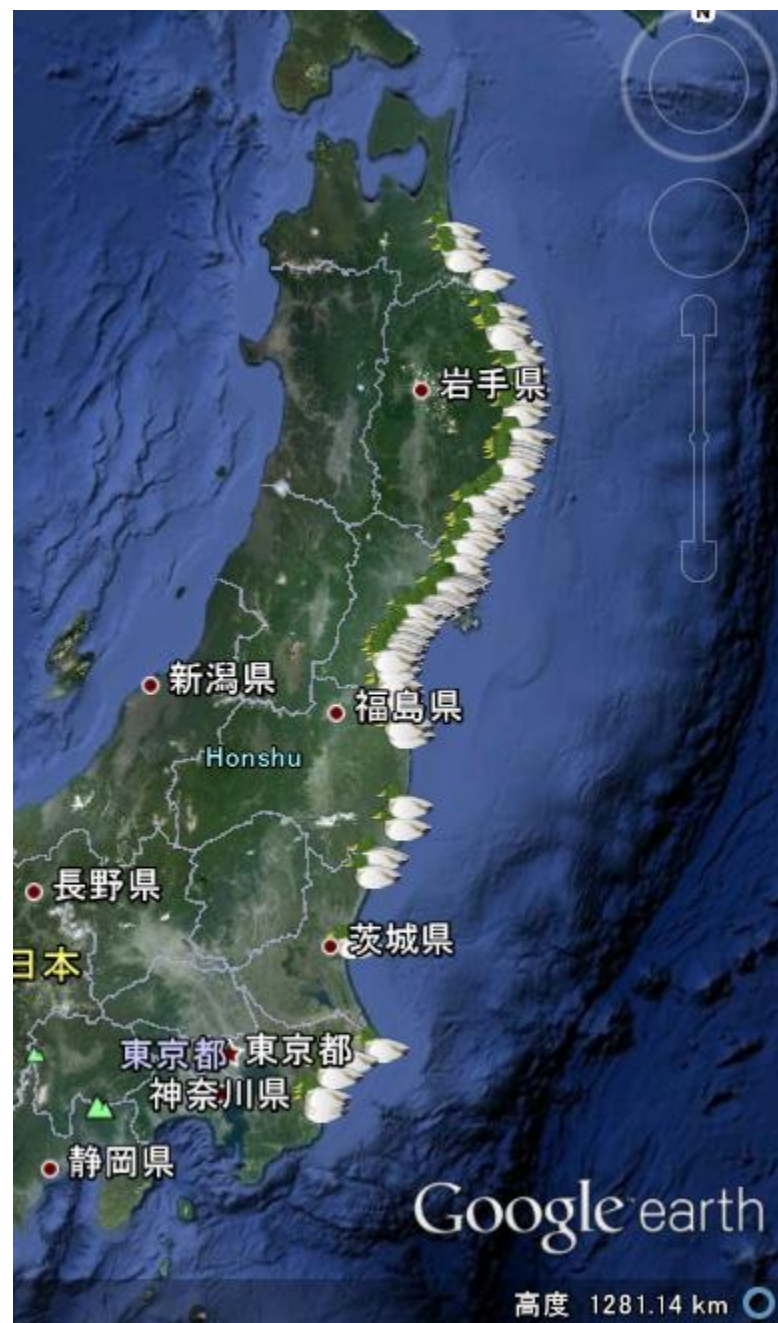 N
岩手県
新潟県
福島県
Honshu
長野県
茨城県
日本
東京都 東京都
神奈川県
静岡県
Google earth
高度 1281.14 km